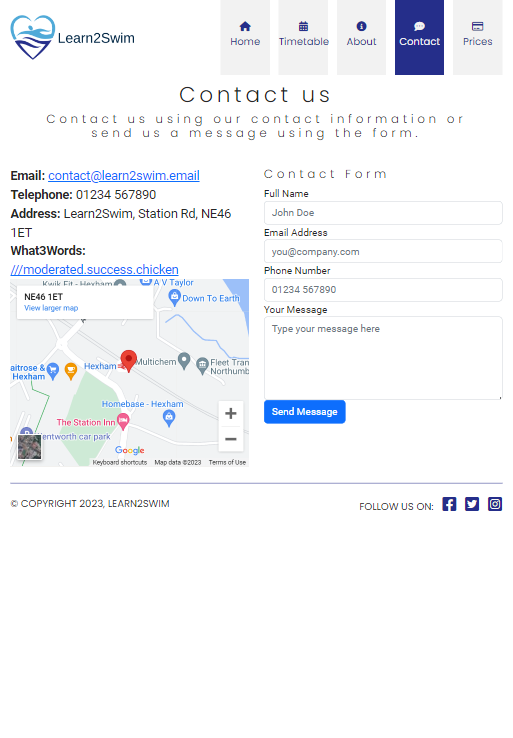 Learn2Swim
Home
Timetable
About
Contact
Prices
Contact us
Contact us using our contact information or
send us a message using the form.
Email: contact@learn2swim.email
Telephone: 01234 567890
Address: Learn2Swim, Station Rd, NE46
1ET
What3Words:
///moderated.success.chicken
Kwik Fit - Hexham
A V Taylor
NE46 1ET
View larger map
Down To Earth
aitrose &
Hexham
Hexham
Multichem
Fleet Tran
Northumb
Homebase - Hexham
The Station Inn
entworth car park
Google
Keyboard shortcuts
Map data ©2023
Terms of Use
Contact Form
Full Name
John Doe
Email Address
you@company.com
Phone Number
01234 567890
Your Message
Type your message here
Send Message
© COPYRIGHT 2023, LEARN2SWIM
FOLLOW US ON: